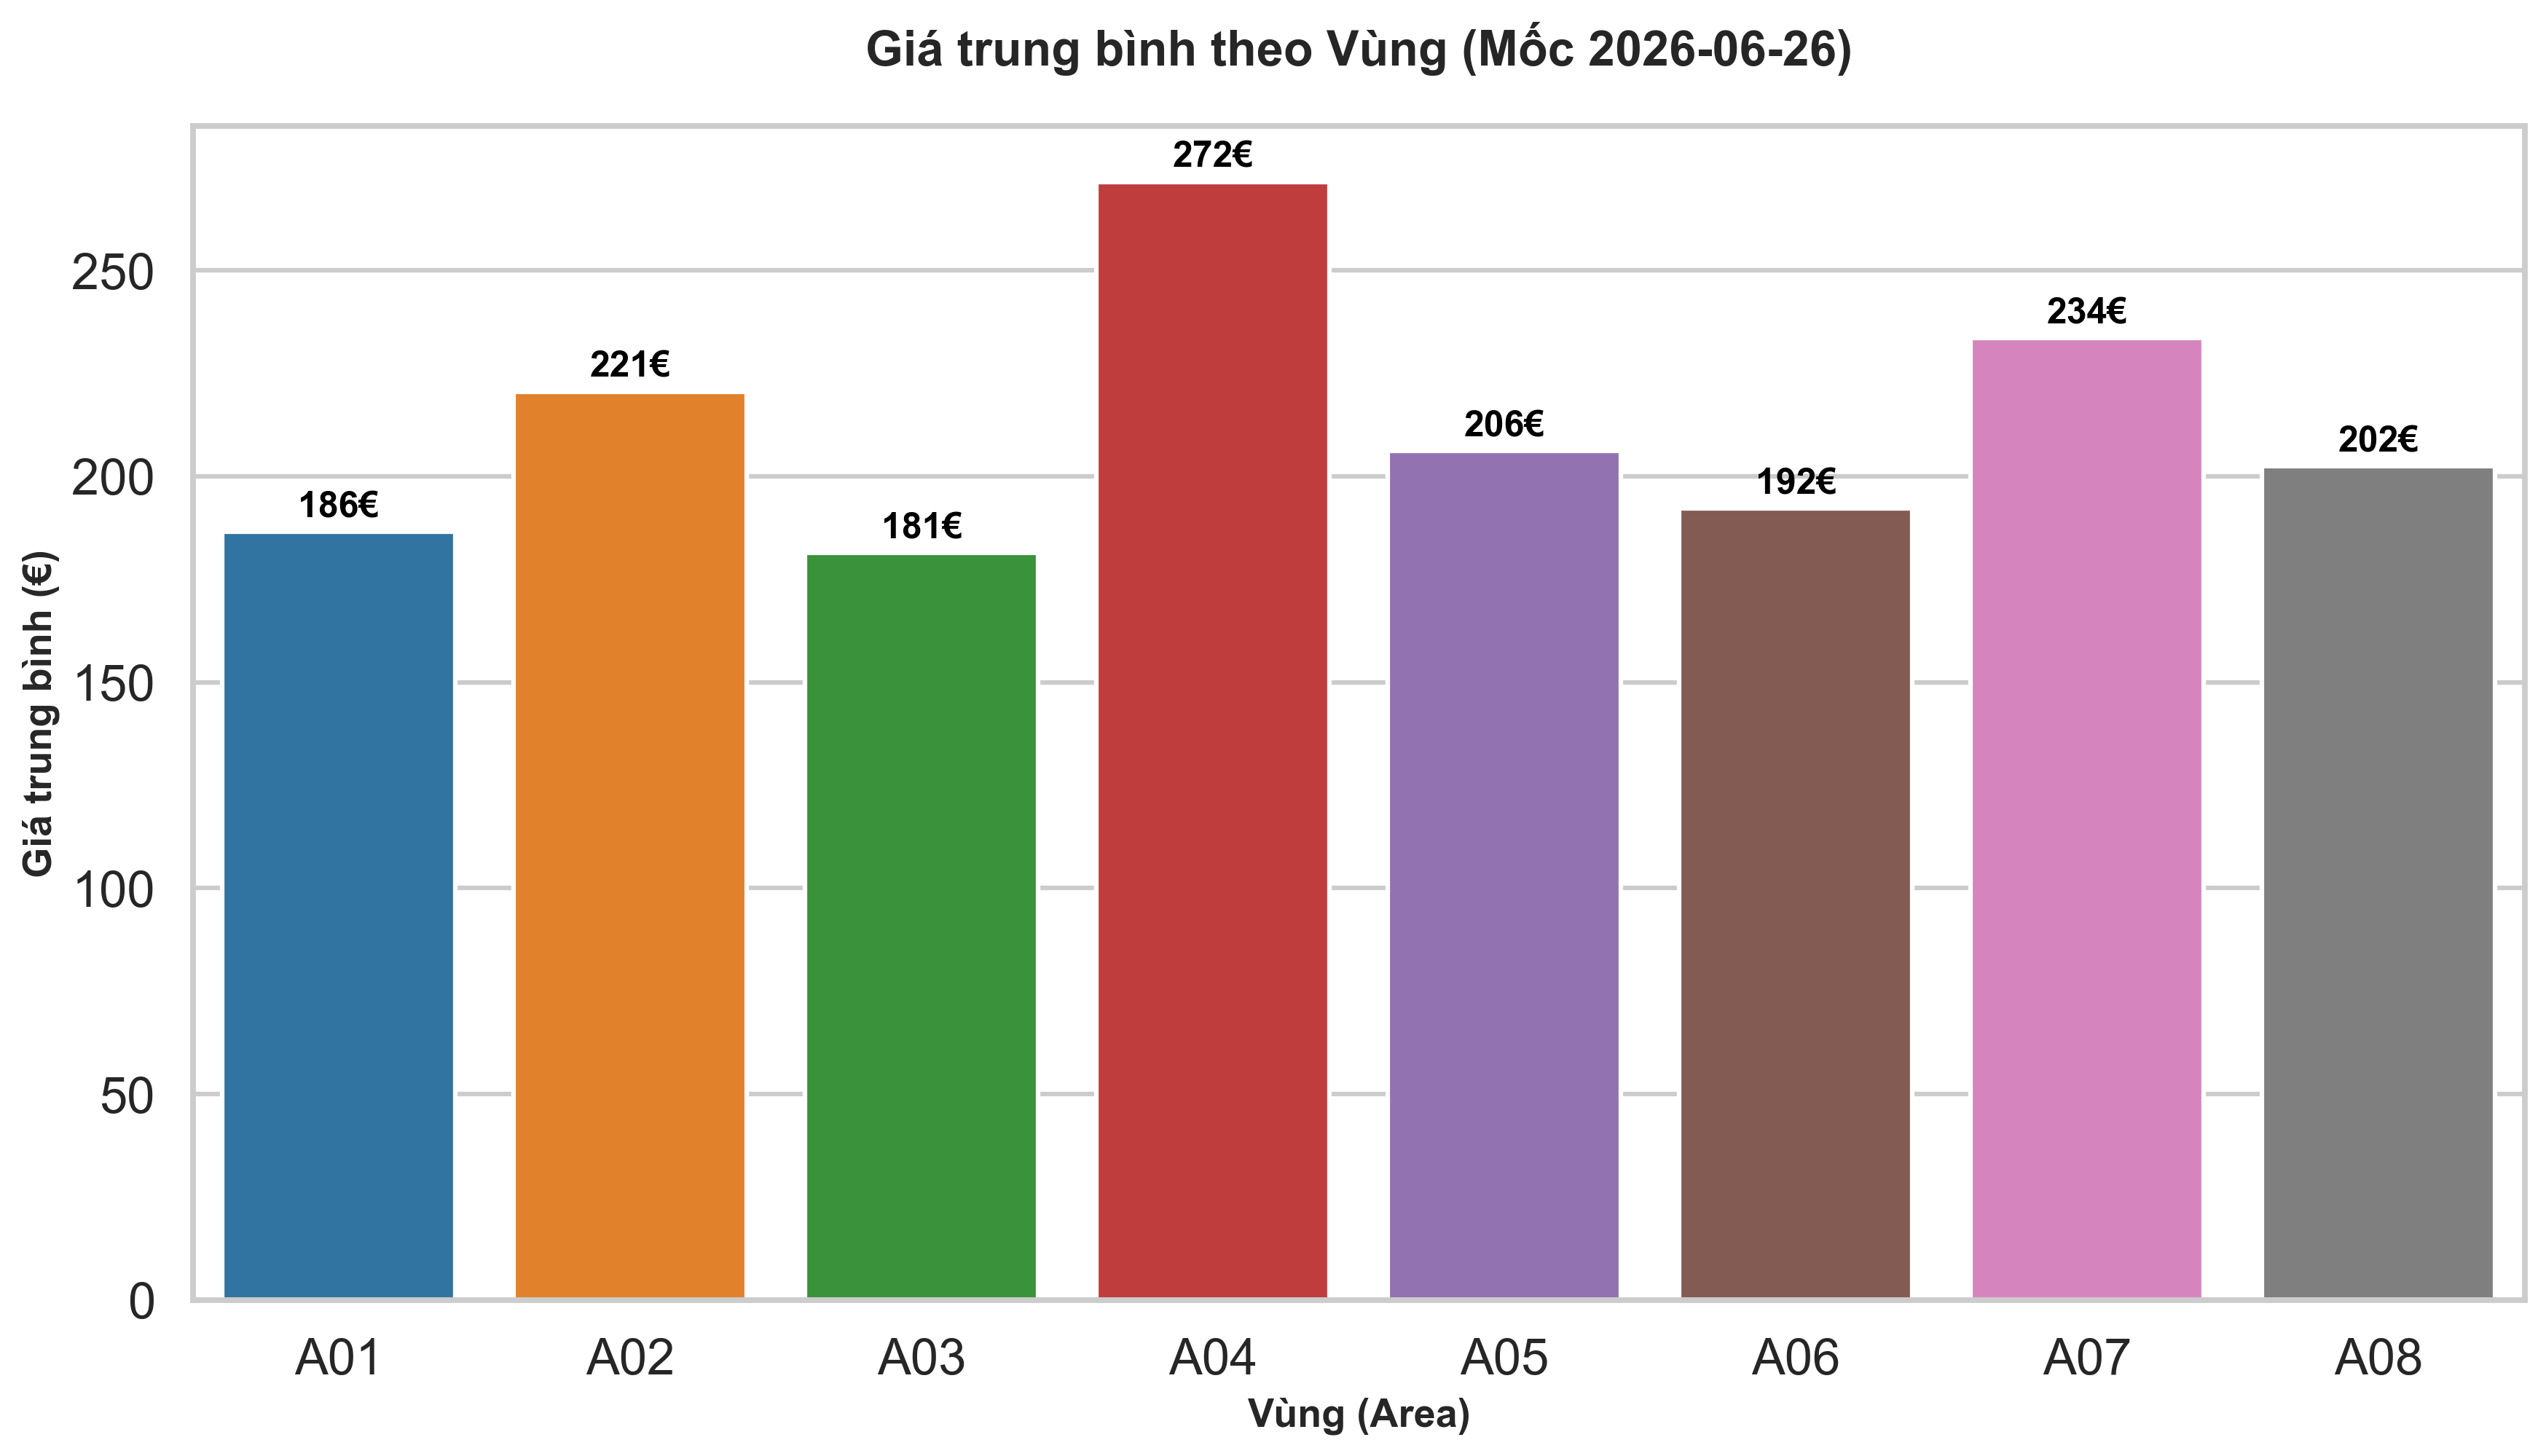 Giá trung bình theo Vùng (Mốc 2026-06-26)
Giá trung bình (€)
250
200
150
100
50
0
186€
221€
181€
272€
206€
192€
234€
202€
A01
A02
A03
A04
A05
A06
A07
A08
Vùng (Area)